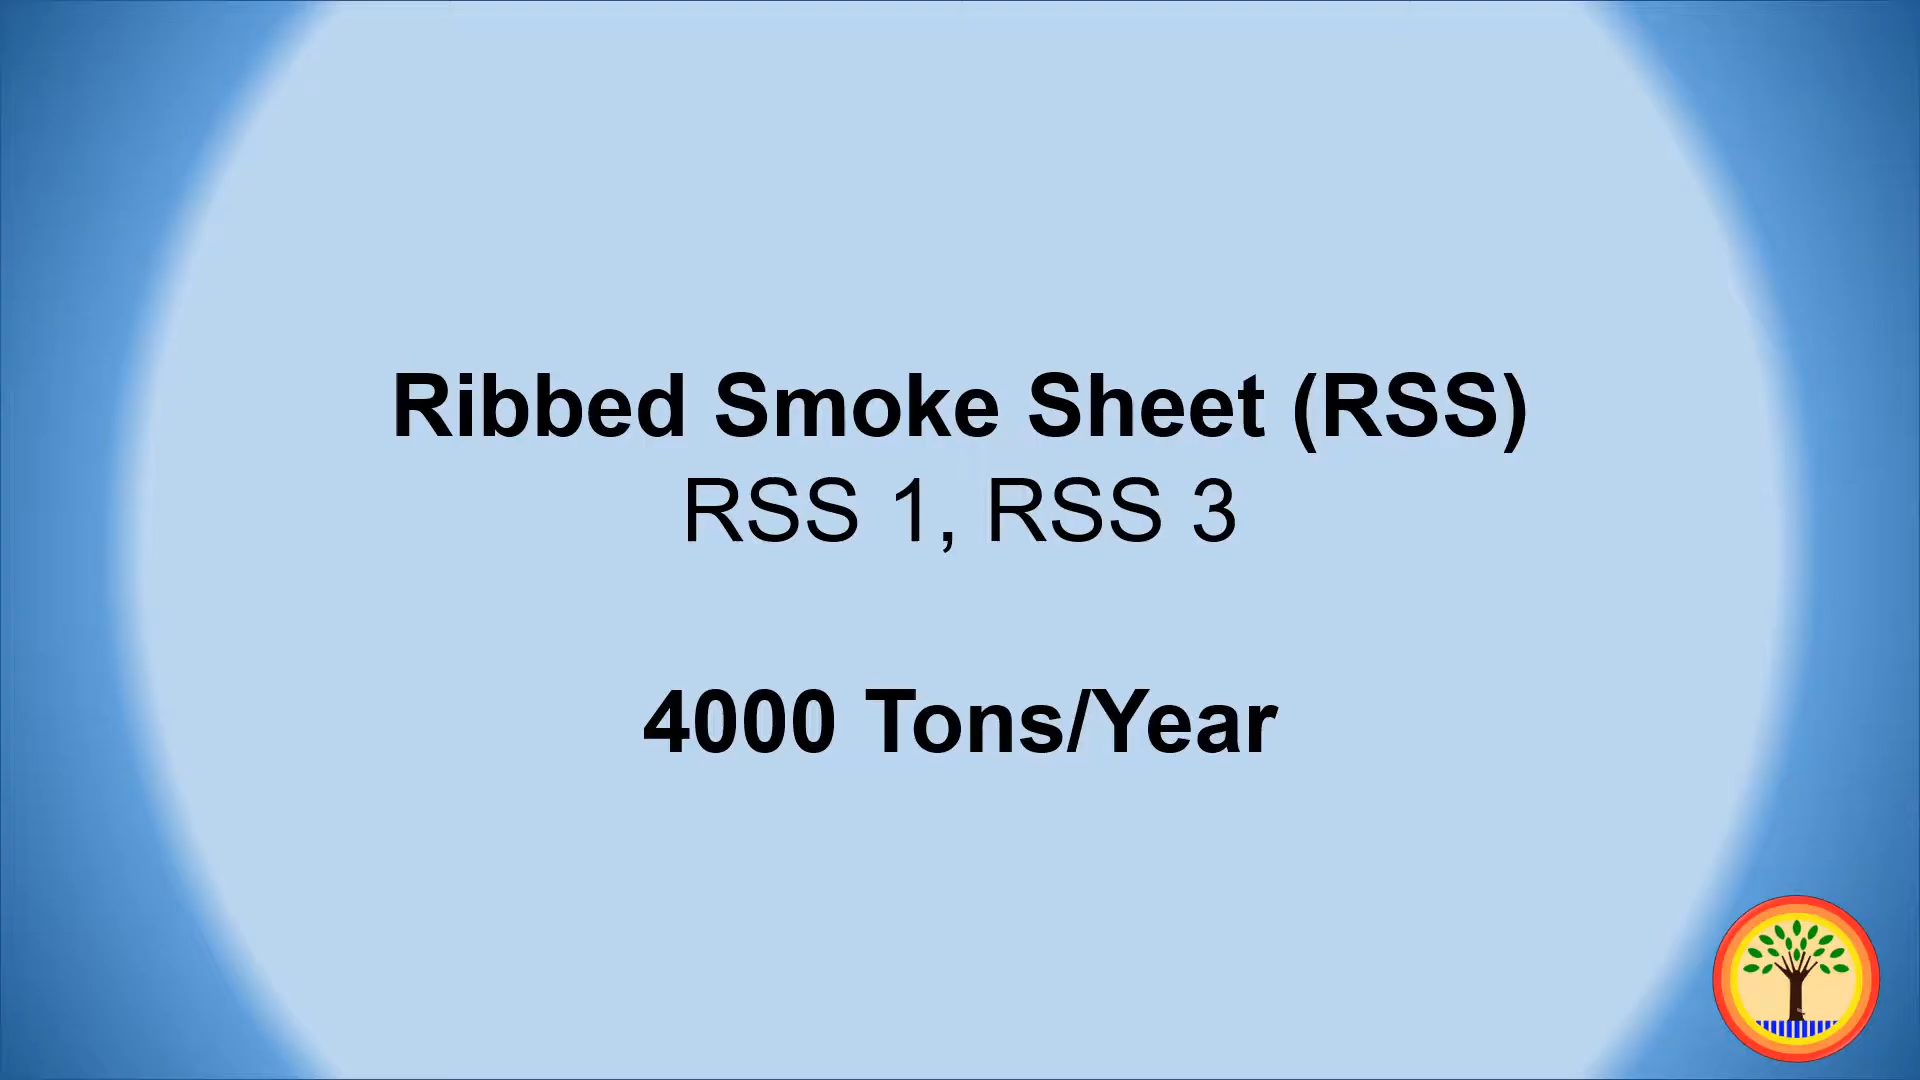 Ribbed Smoke Sheet (RSS)
RSS 1, RSS 3
4000 Tons/Year